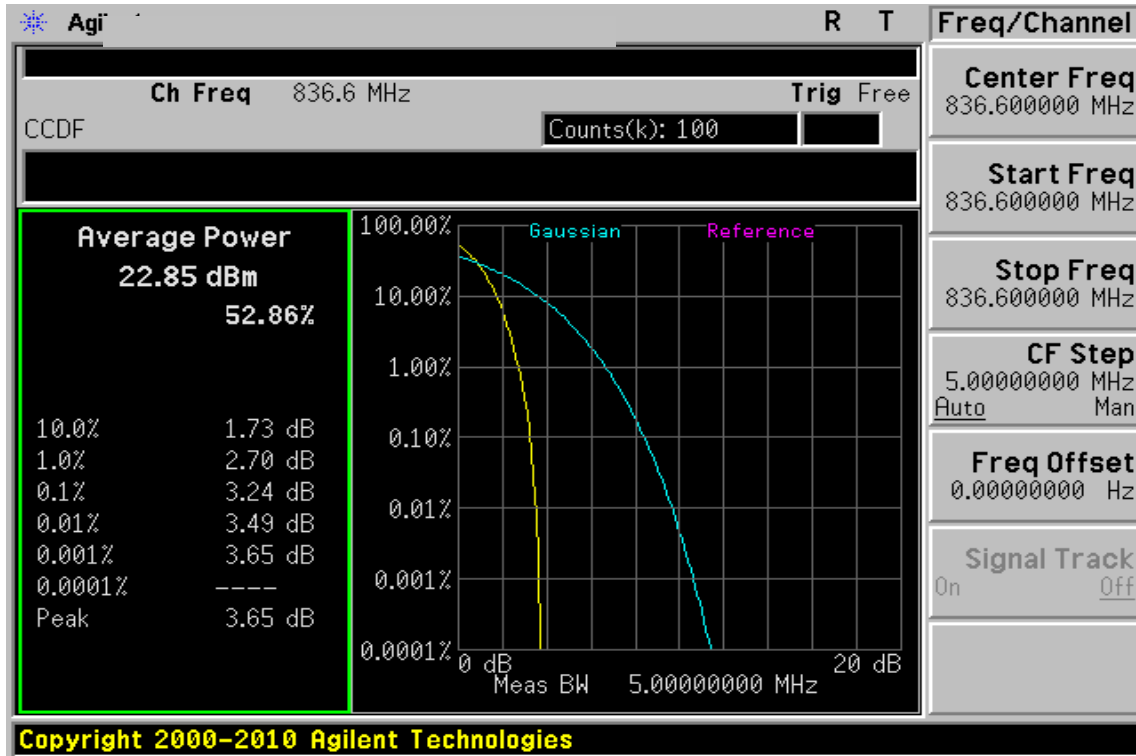 Agi R T Freq/Channel
Ch Freq 836.6 MHz Trig Free
CCDF Counts(k): 100
Center Freq
836.600000 MHz
Start Freq
836.600000 MHz
Stop Freq
836.600000 MHz
CF Step
5.00000000 MHz
Auto Man
Freq Offset
0.00000000 Hz
Signal Track
On Off
Average Power
22.85 dBm
52.86%
10.0% 1.73 dB
1.0% 2.70 dB
0.1% 3.24 dB
0.01% 3.49 dB
0.001% 3.65 dB
0.0001% ----
Peak 3.65 dB
Gaussian Reference
100.00%
10.00%
1.00%
0.10%
0.01%
0.001%
0.0001%
0 dB 20 dB
Meas BW 5.00000000 MHz
Copyright 2000-2010 Agilent Technologies